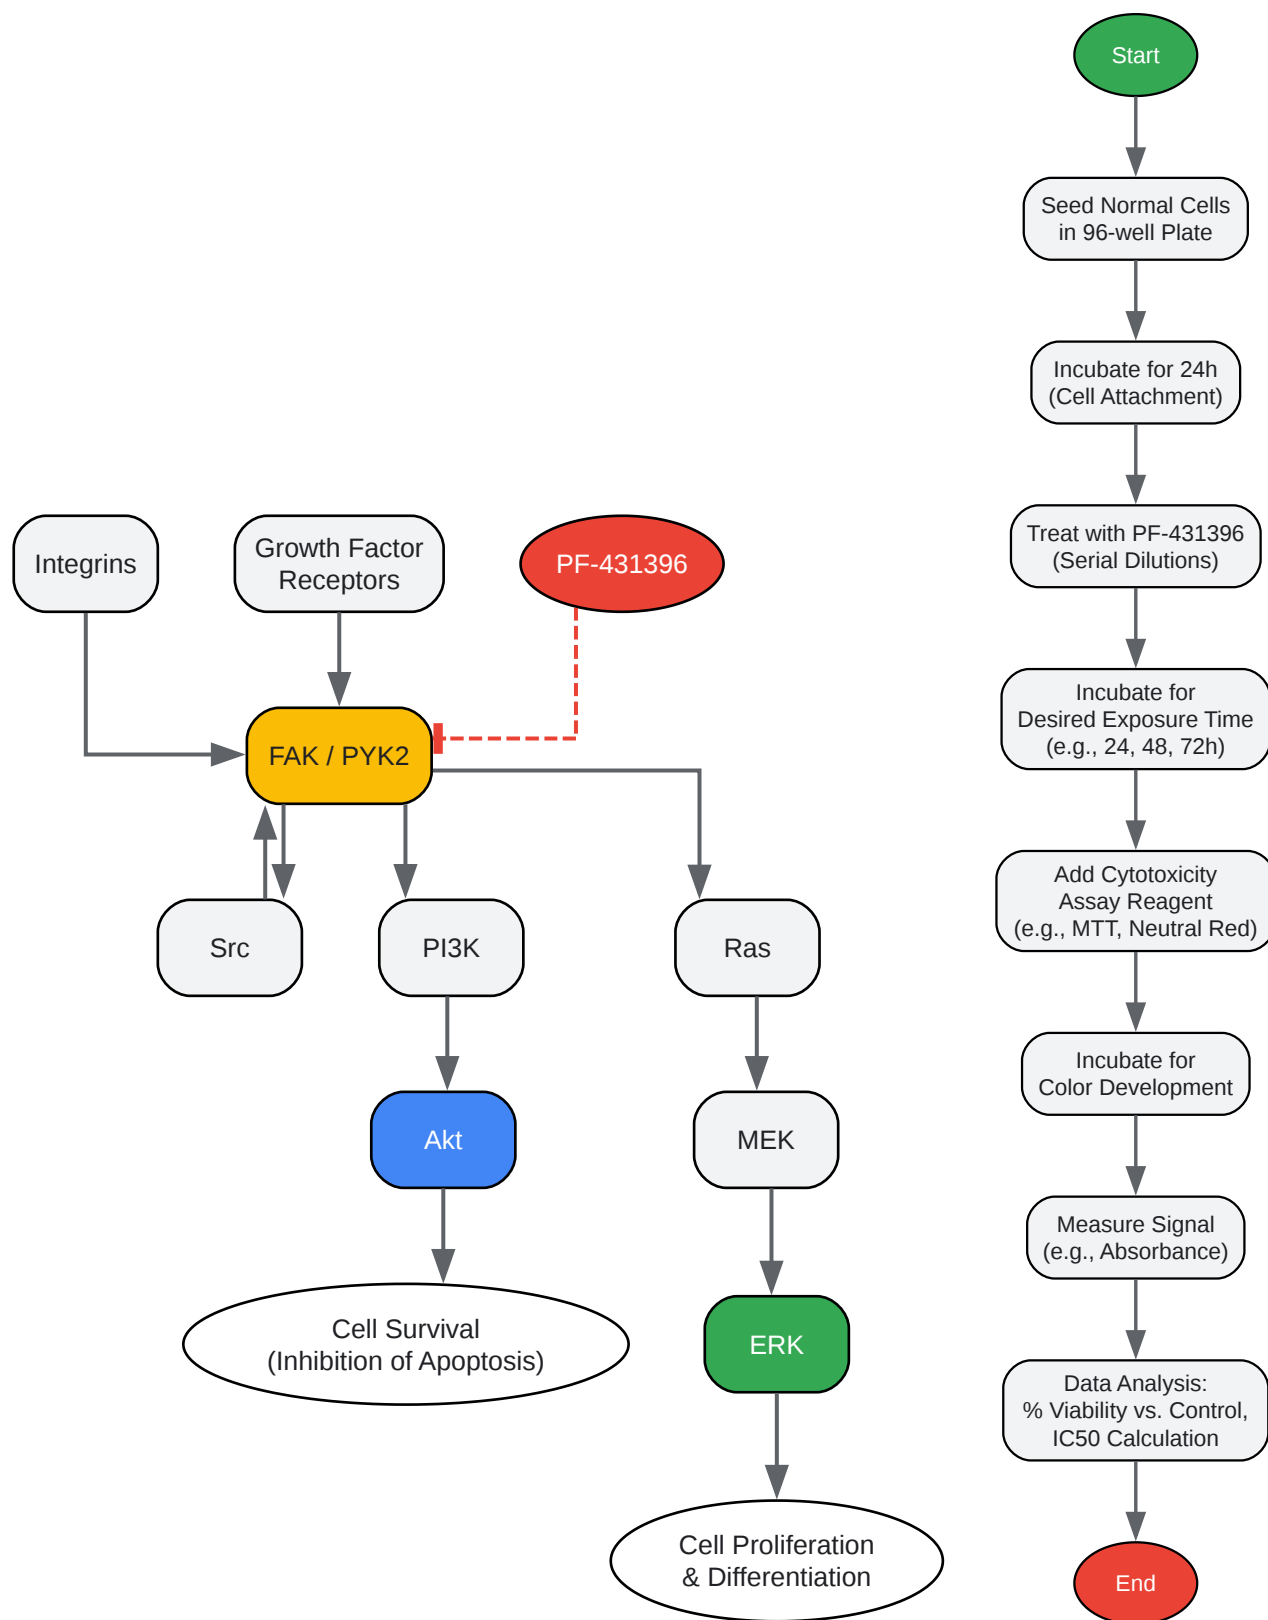 Integrins
Growth Factor
Receptors
PF-431396
FAK / PYK2
Src
PI3K
Ras
Akt
MEK
Cell Survival
(Inhibition of Apoptosis)
ERK
Cell Proliferation
& Differentiation
Start
Seed Normal Cells
in 96-well Plate
Incubate for 24h
(Cell Attachment)
Treat with PF-431396
(Serial Dilutions)
Incubate for
Desired Exposure Time
(e.g., 24, 48, 72h)
Add Cytotoxicity
Assay Reagent
(e.g., MTT, Neutral Red)
Incubate for
Color Development
Measure Signal
(e.g., Absorbance)
Data Analysis:
% Viability vs. Control,
IC50 Calculation
End